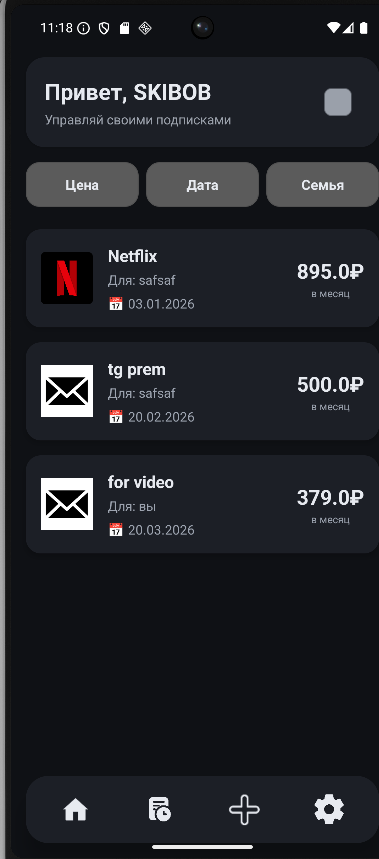 11:18
Привет, SKIBOB
Управляй своими подписками
Цена
Дата
Семья
Netflix
Для: safsaf
03.01.2026
895.0₽
в месяц
tg prem
Для: safsaf
20.02.2026
500.0₽
в месяц
for video
Для: вы
20.03.2026
379.0₽
в месяц